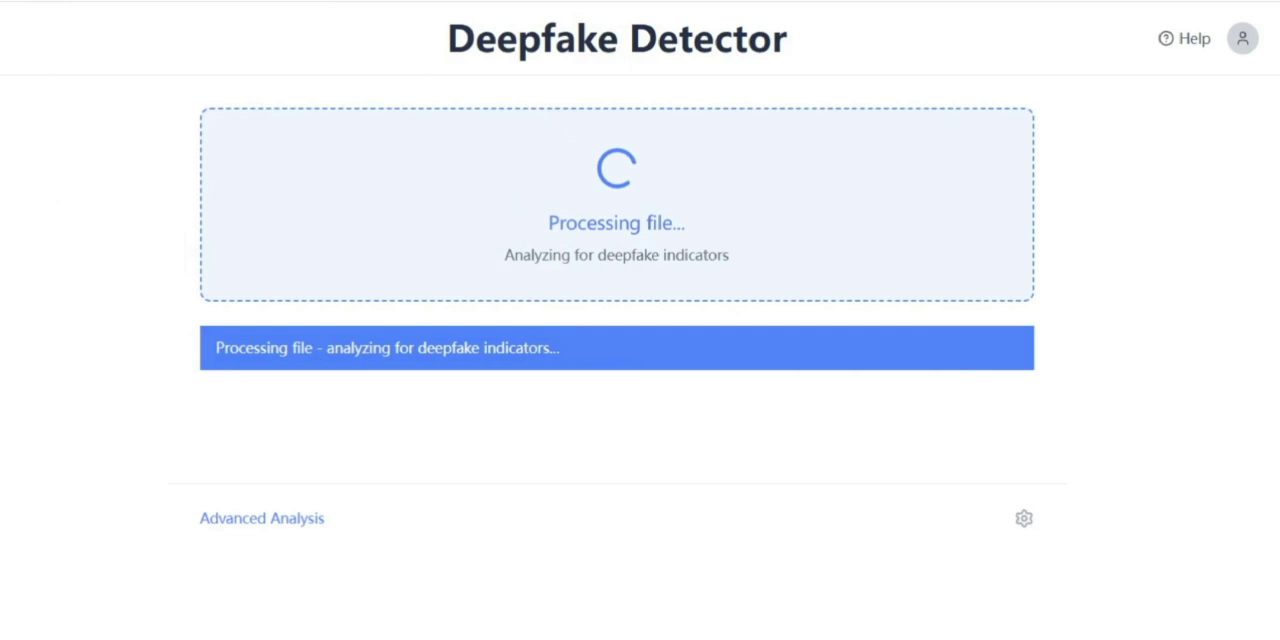 Deepfake Detector
Help
Processing file...
Analyzing for deepfake indicators
Processing file - analyzing for deepfake indicators...
Advanced Analysis